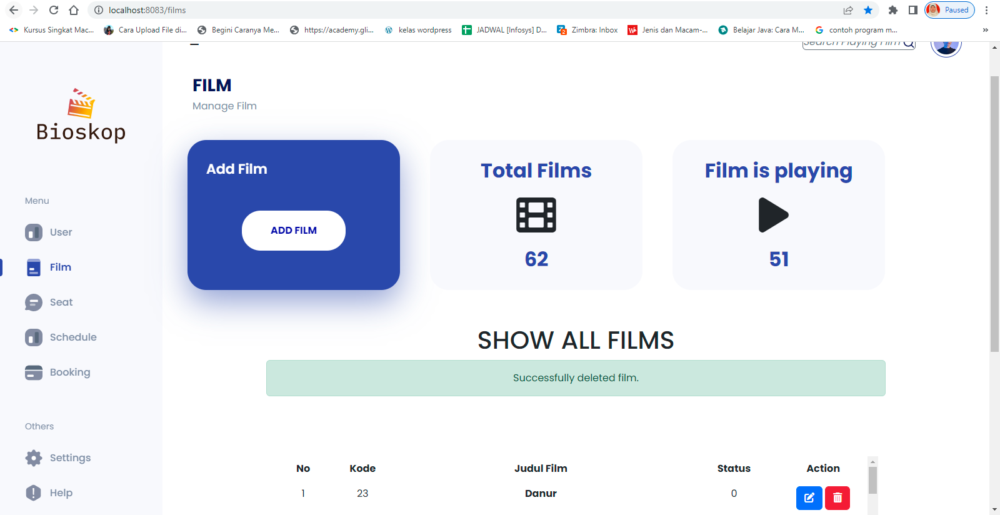 localhost:8083/films
Paused
Kursus Singkat Mac...
Cara Upload File di...
Begini Caranya Me...
https://academy.gli...
kelas wordpress
JADWAL [Infosys] D...
Zimbra: Inbox
Jenis dan Macam-...
Belajar Java: Cara M...
contoh program m...
»
Search Playing Film
Bioskop
Menu
User
Film
Seat
Schedule
Booking
Others
Settings
Help
FILM
Manage Film
Add Film
ADD FILM
Total Films
62
Film is playing
51
SHOW ALL FILMS
Successfully deleted film.
No Kode Judul Film Status Action
1 23 Danur 0